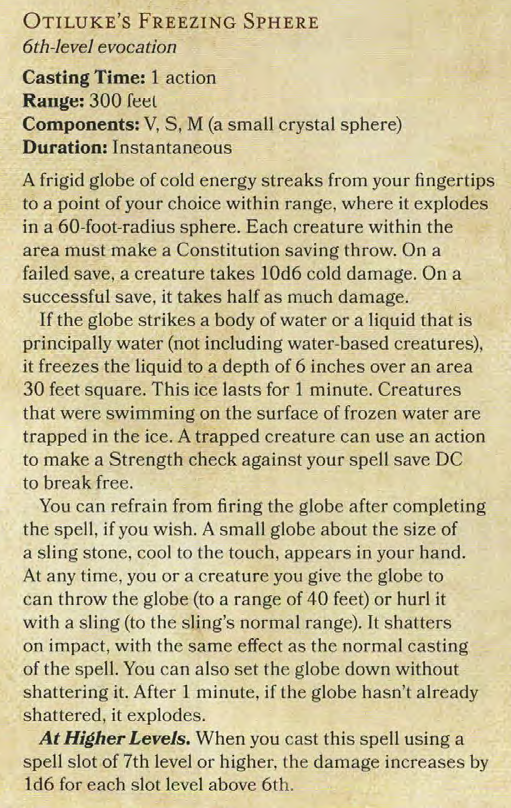 OTILUKE'S FREEZING SPHERE
6th-level evocation
Casting Time: 1 action
Range: 300 feet
Components: V, S, M (a small crystal sphere)
Duration: Instantaneous
A frigid globe of cold energy streaks from your fingertips
to a point of your choice within range, where it explodes
in a 60-foot-radius sphere. Each creature within the
area must make a Constitution saving throw. On a
failed save, a creature takes 10d6 cold damage. On a
successful save, it takes half as much damage.
If the globe strikes a body of water or a liquid that is
principally water (not including water-based creatures),
it freezes the liquid to a depth of 6 inches over an area
30 feet square. This ice lasts for 1 minute. Creatures
that were swimming on the surface of frozen water are
trapped in the ice. A trapped creature can use an action
to make a Strength check against your spell save DC
to break free.
You can refrain from firing the globe after completing
the spell, if you wish. A small globe about the size of
a sling stone, cool to the touch, appears in your hand.
At any time, you or a creature you give the globe to
can throw the globe (to a range of 40 feet) or hurl it
with a sling (to the sling's normal range). It shatters
on impact, with the same effect as the normal casting
of the spell. You can also set the globe down without
shattering it. After 1 minute, if the globe hasn't already
shattered, it explodes.
At Higher Levels. When you cast this spell using a
spell slot of 7th level or higher, the damage increases by
1d6 for each slot level above 6th.